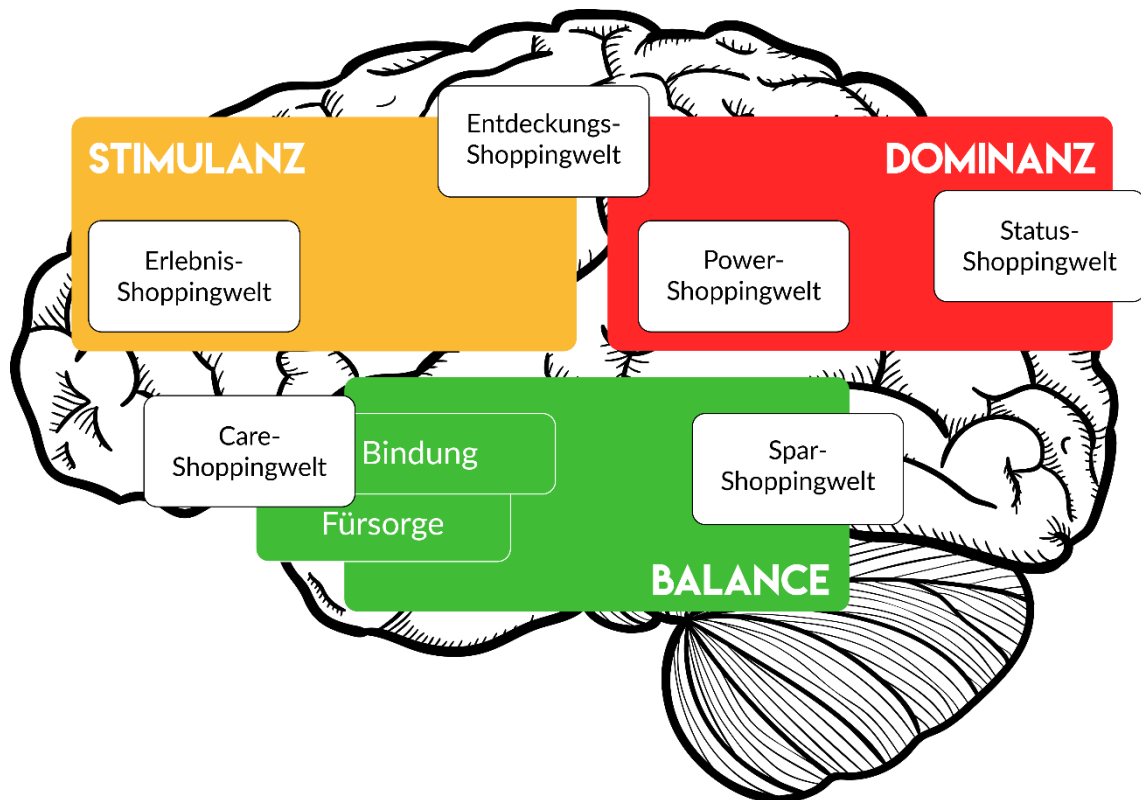 Entdeckungs-
Shoppingwelt
STIMULANZ
DOMINANZ
Erlebnis-
Shoppingwelt
Power-
Shoppingwelt
Status-
Shoppingwelt
Care-
Shoppingwelt
Bindung
Fürsorge
Spar-
Shoppingwelt
BALANCE